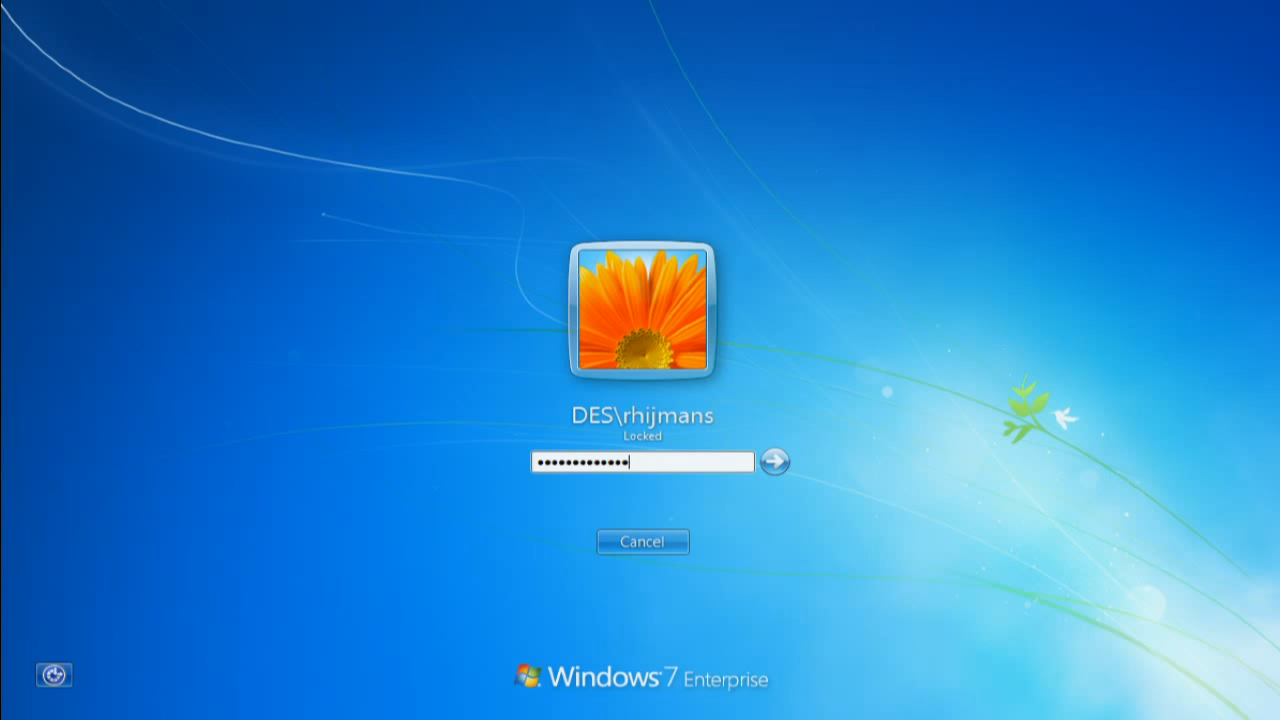 DES\rhijmans
Locked
•••••••••••••
Cancel
Windows 7 Enterprise